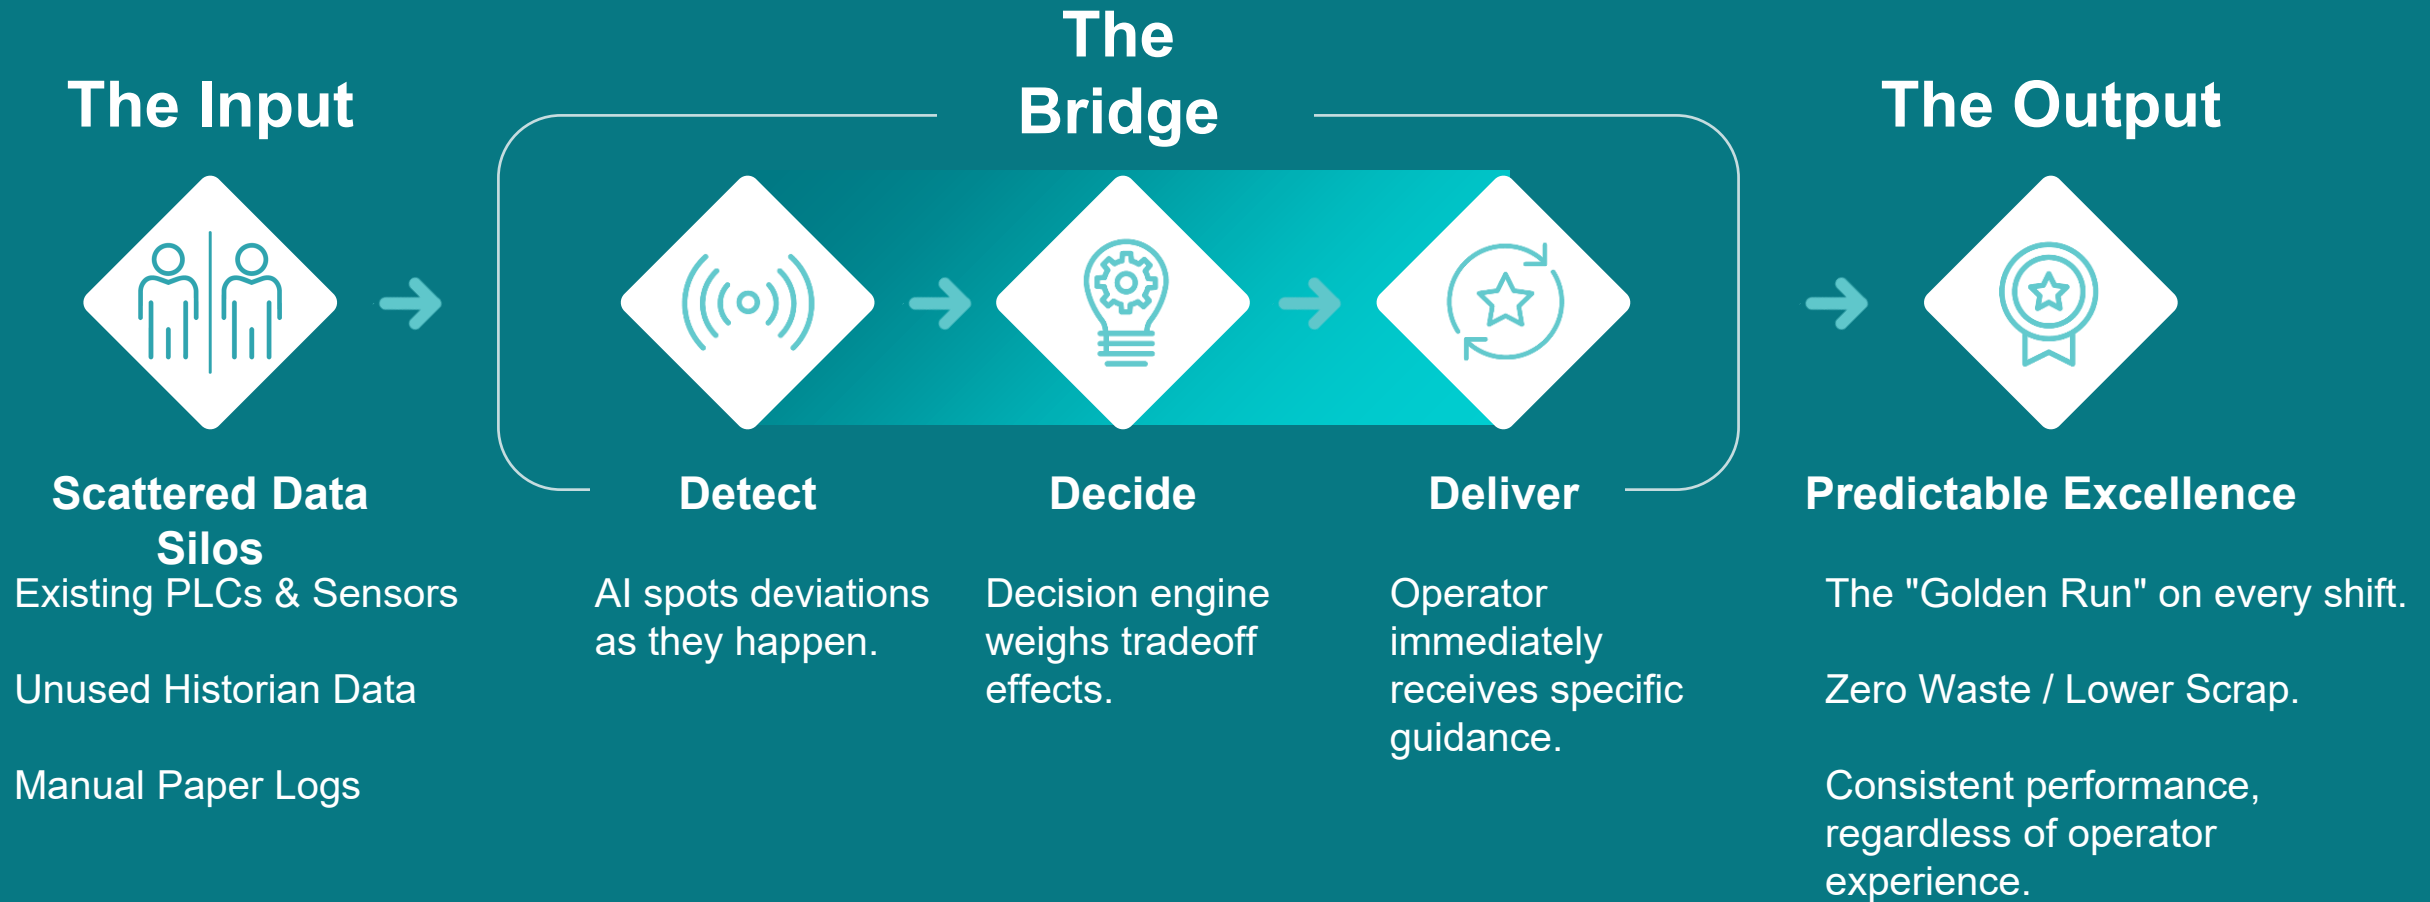 The Input
The
Bridge
The Output
Scattered Data
Silos
Existing PLCs & Sensors
Unused Historian Data
Manual Paper Logs
Detect
AI spots deviations
as they happen.
Decide
Decision engine
weighs tradeoff
effects.
Deliver
Operator
immediately
receives specific
guidance.
Predictable Excellence
The "Golden Run" on every shift.
Zero Waste / Lower Scrap.
Consistent performance,
regardless of operator
experience.